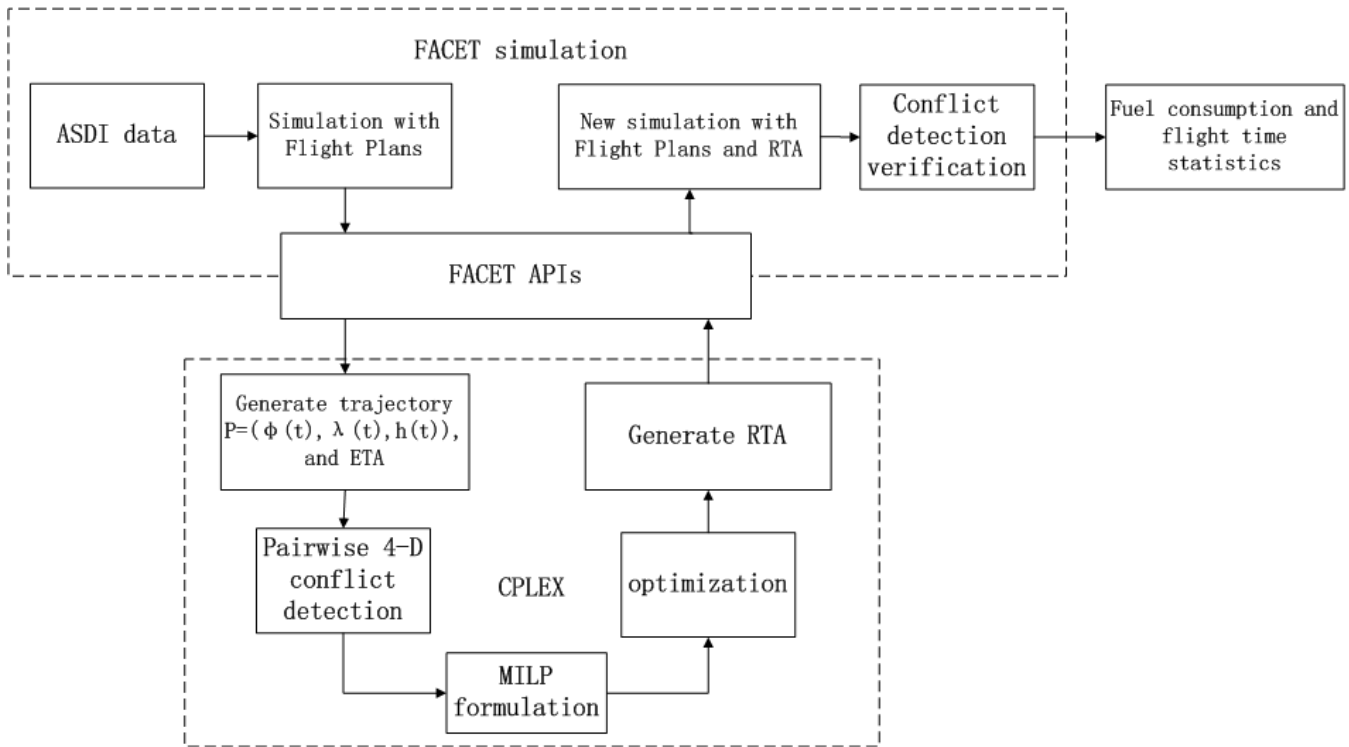 FACET simulation
ASDI data
Simulation with
Flight Plans
New simulation with
Flight Plans and RTA
Conflict
detection
verification
Fuel consumption and
flight time
statistics
FACET APIs
Generate trajectory
P=(φ(t),λ(t),h(t)),
and ETA
Generate RTA
Pairwise 4-D
conflict
detection
CPLEX
optimization
MILP
formulation